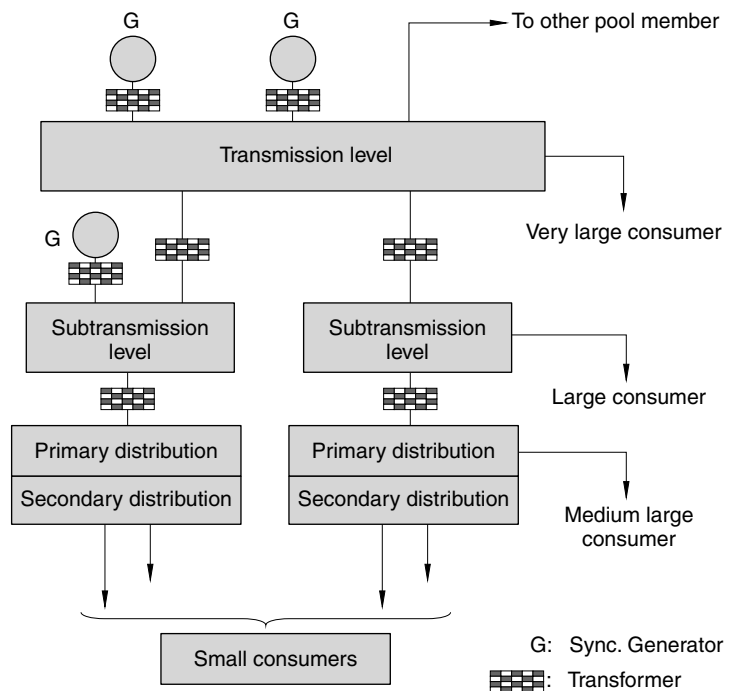 G
G
To other pool member
Transmission level
G
Very large consumer
Subtransmission
level
Subtransmission
level
Large consumer
Primary distribution
Secondary distribution
Primary distribution
Secondary distribution
Medium large
consumer
Small consumers
G: Sync. Generator
: Transformer